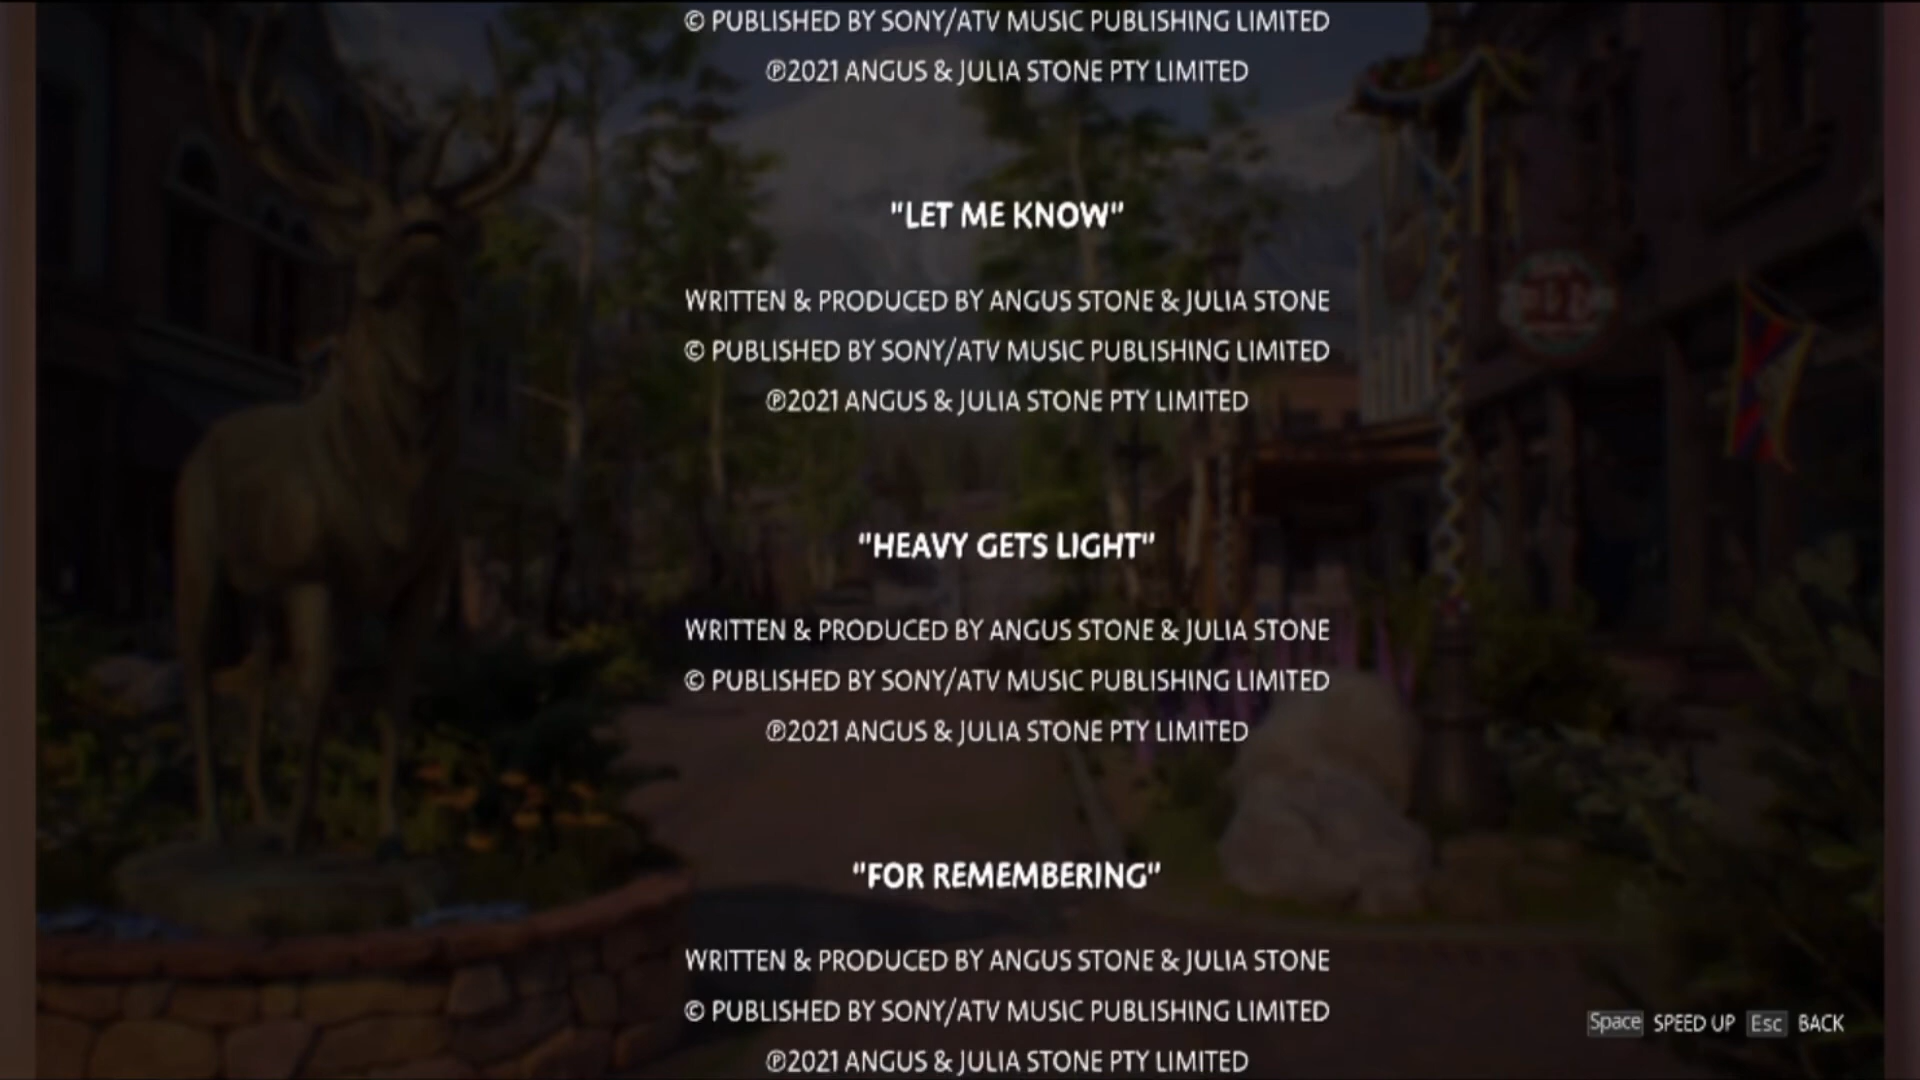 © PUBLISHED BY SONY/ATV MUSIC PUBLISHING LIMITED
℗2021 ANGUS & JULIA STONE PTY LIMITED
"LET ME KNOW"
WRITTEN & PRODUCED BY ANGUS STONE & JULIA STONE
© PUBLISHED BY SONY/ATV MUSIC PUBLISHING LIMITED
℗2021 ANGUS & JULIA STONE PTY LIMITED
"HEAVY GETS LIGHT"
WRITTEN & PRODUCED BY ANGUS STONE & JULIA STONE
© PUBLISHED BY SONY/ATV MUSIC PUBLISHING LIMITED
℗2021 ANGUS & JULIA STONE PTY LIMITED
"FOR REMEMBERING"
WRITTEN & PRODUCED BY ANGUS STONE & JULIA STONE
© PUBLISHED BY SONY/ATV MUSIC PUBLISHING LIMITED
℗2021 ANGUS & JULIA STONE PTY LIMITED
Space SPEED UP Esc BACK